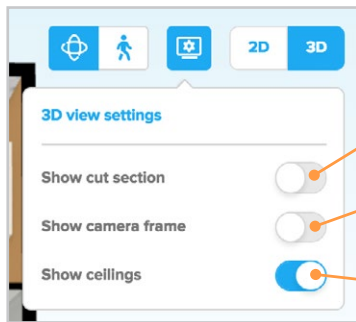 2D 3D
3D view settings
Show cut section
Show camera frame
Show ceilings